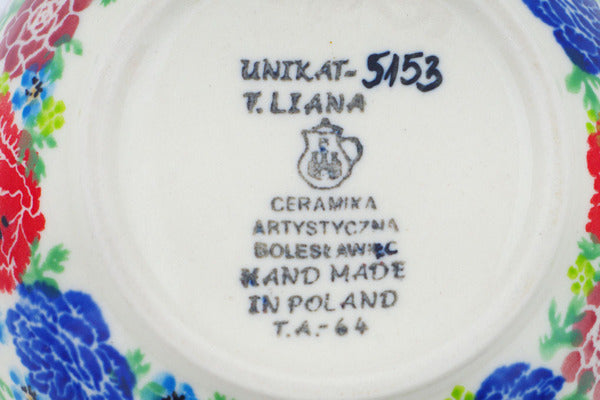 UNIKAT-5153
T. LIANA
CERAMIKA
ARTYSTYCZNA
BOLESŁAWIEC
HAND MADE
IN POLAND
T.A.-64